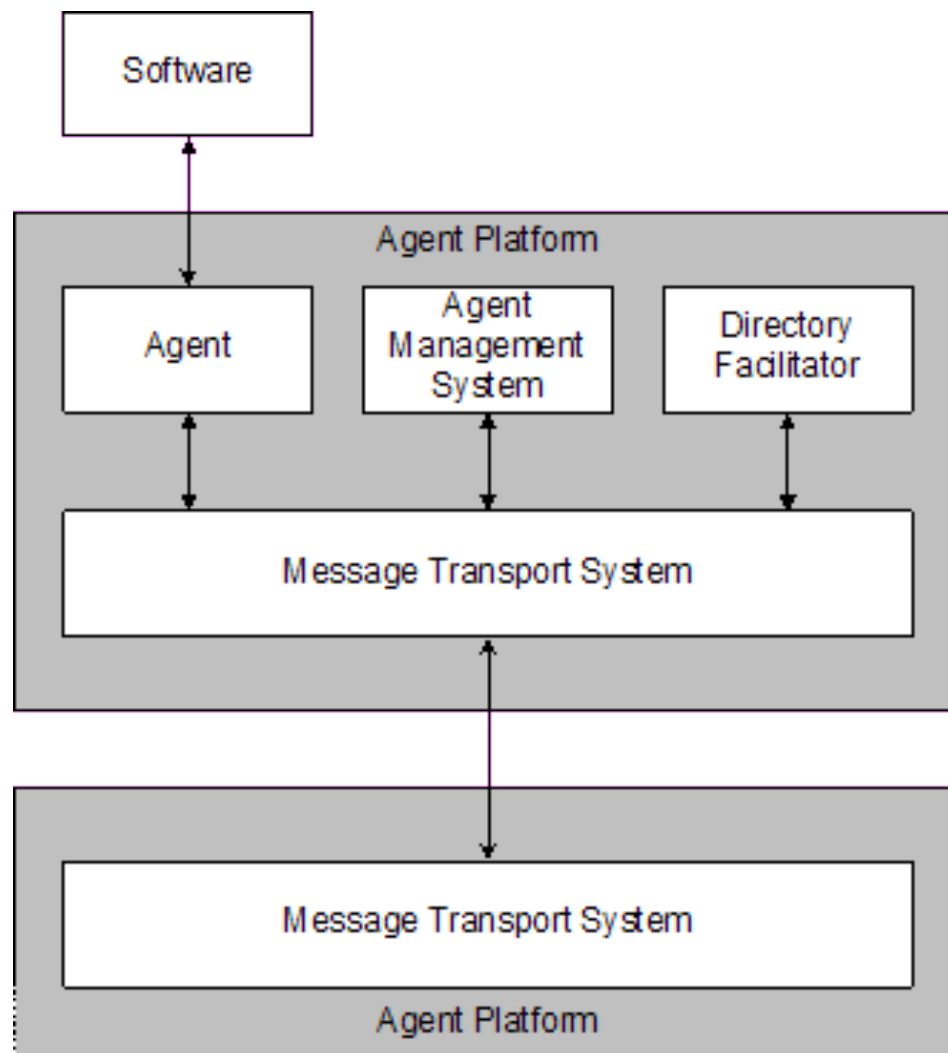 Software
Agent Platform
Agent
Agent
Management
System
Directory
Facilitator
Message Transport System
Message Transport System
Agent Platform